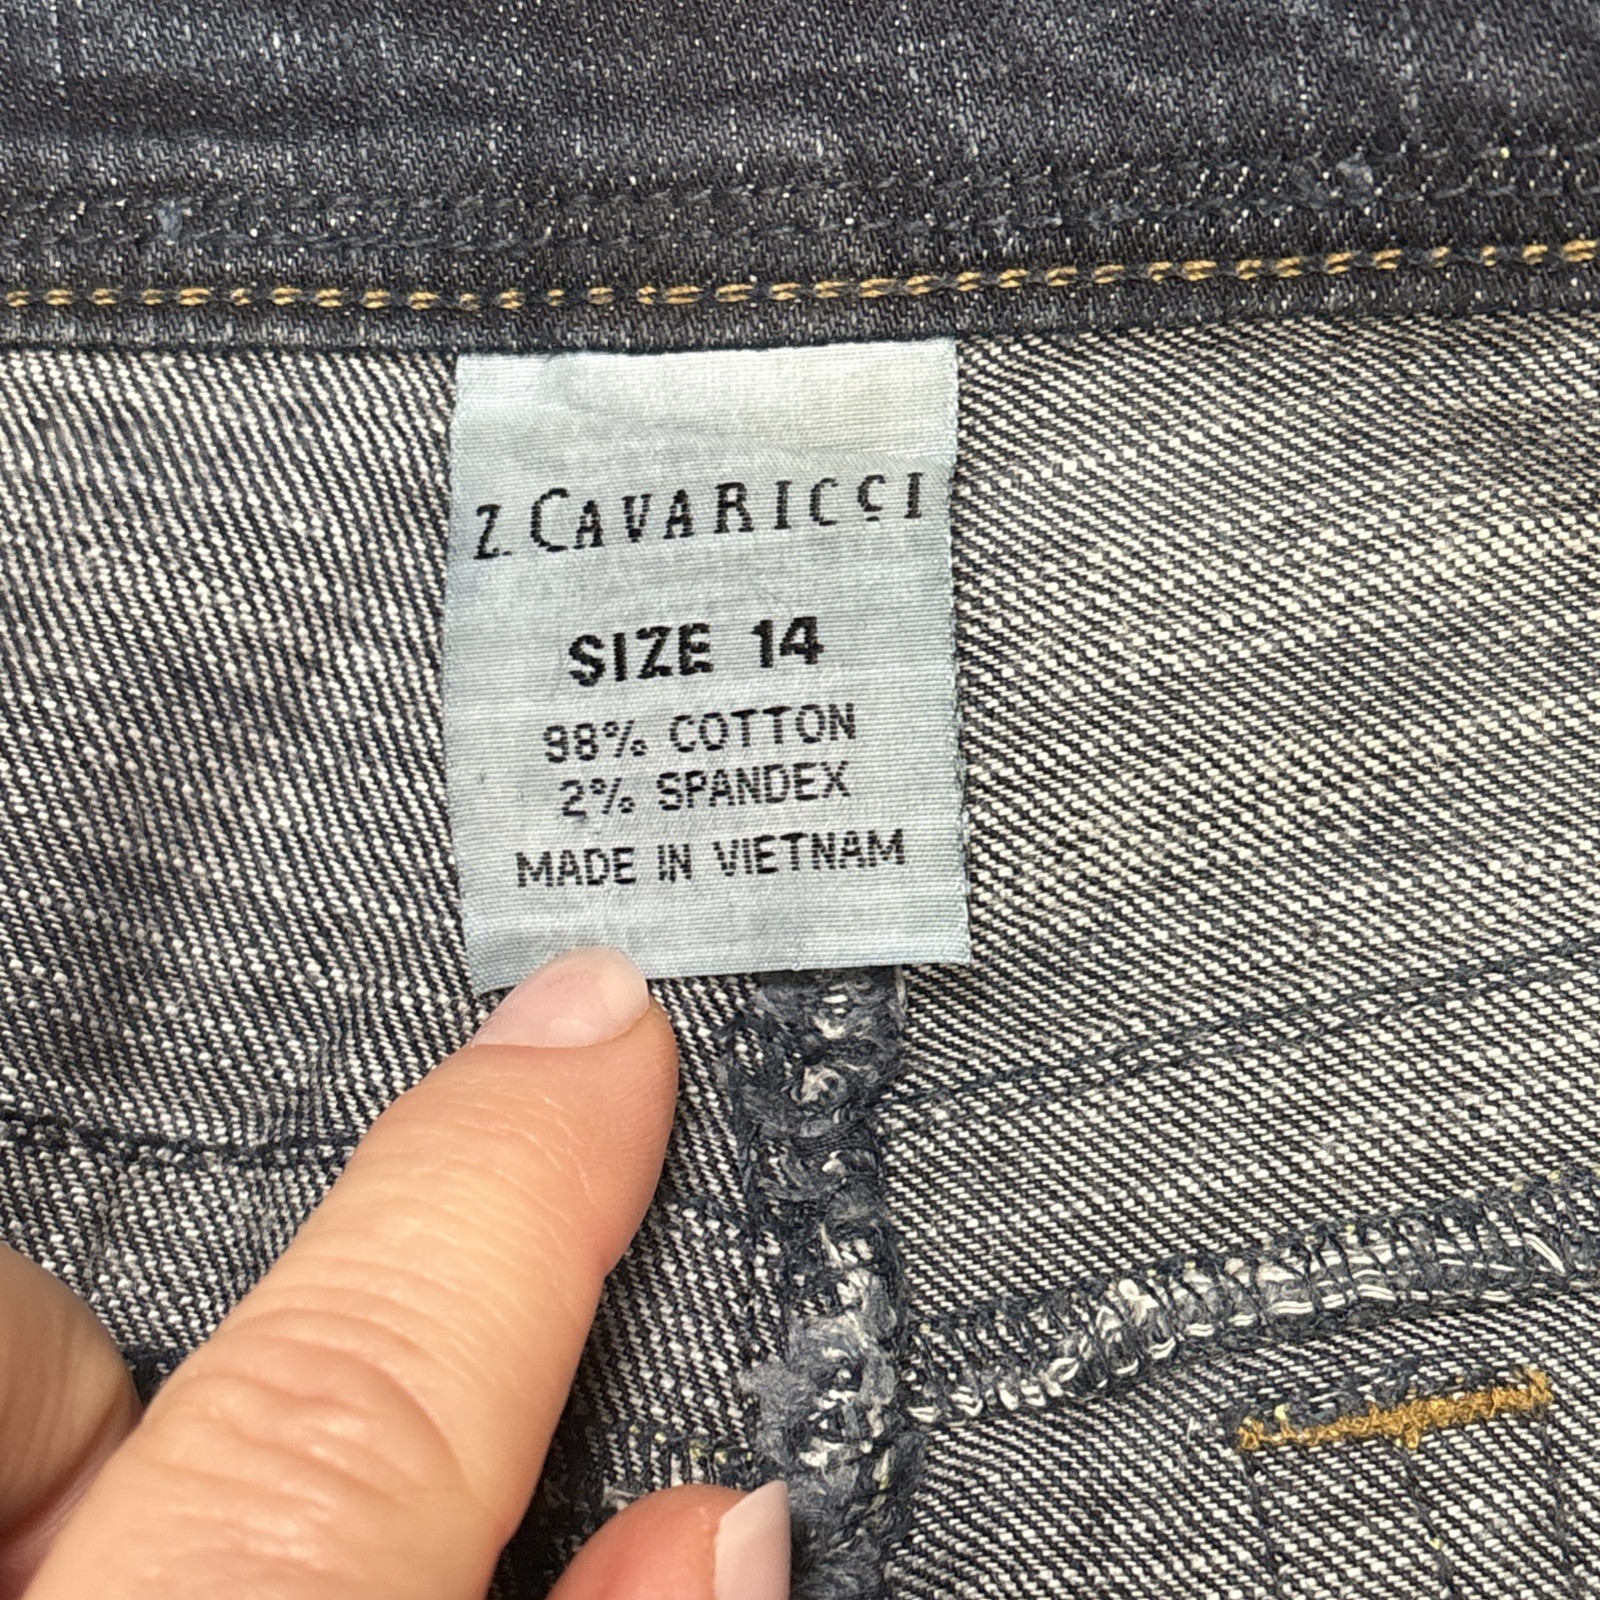 Z. CAVARICCI
SIZE 14
98% COTTON
2% SPANDEX
MADE IN VIETNAM